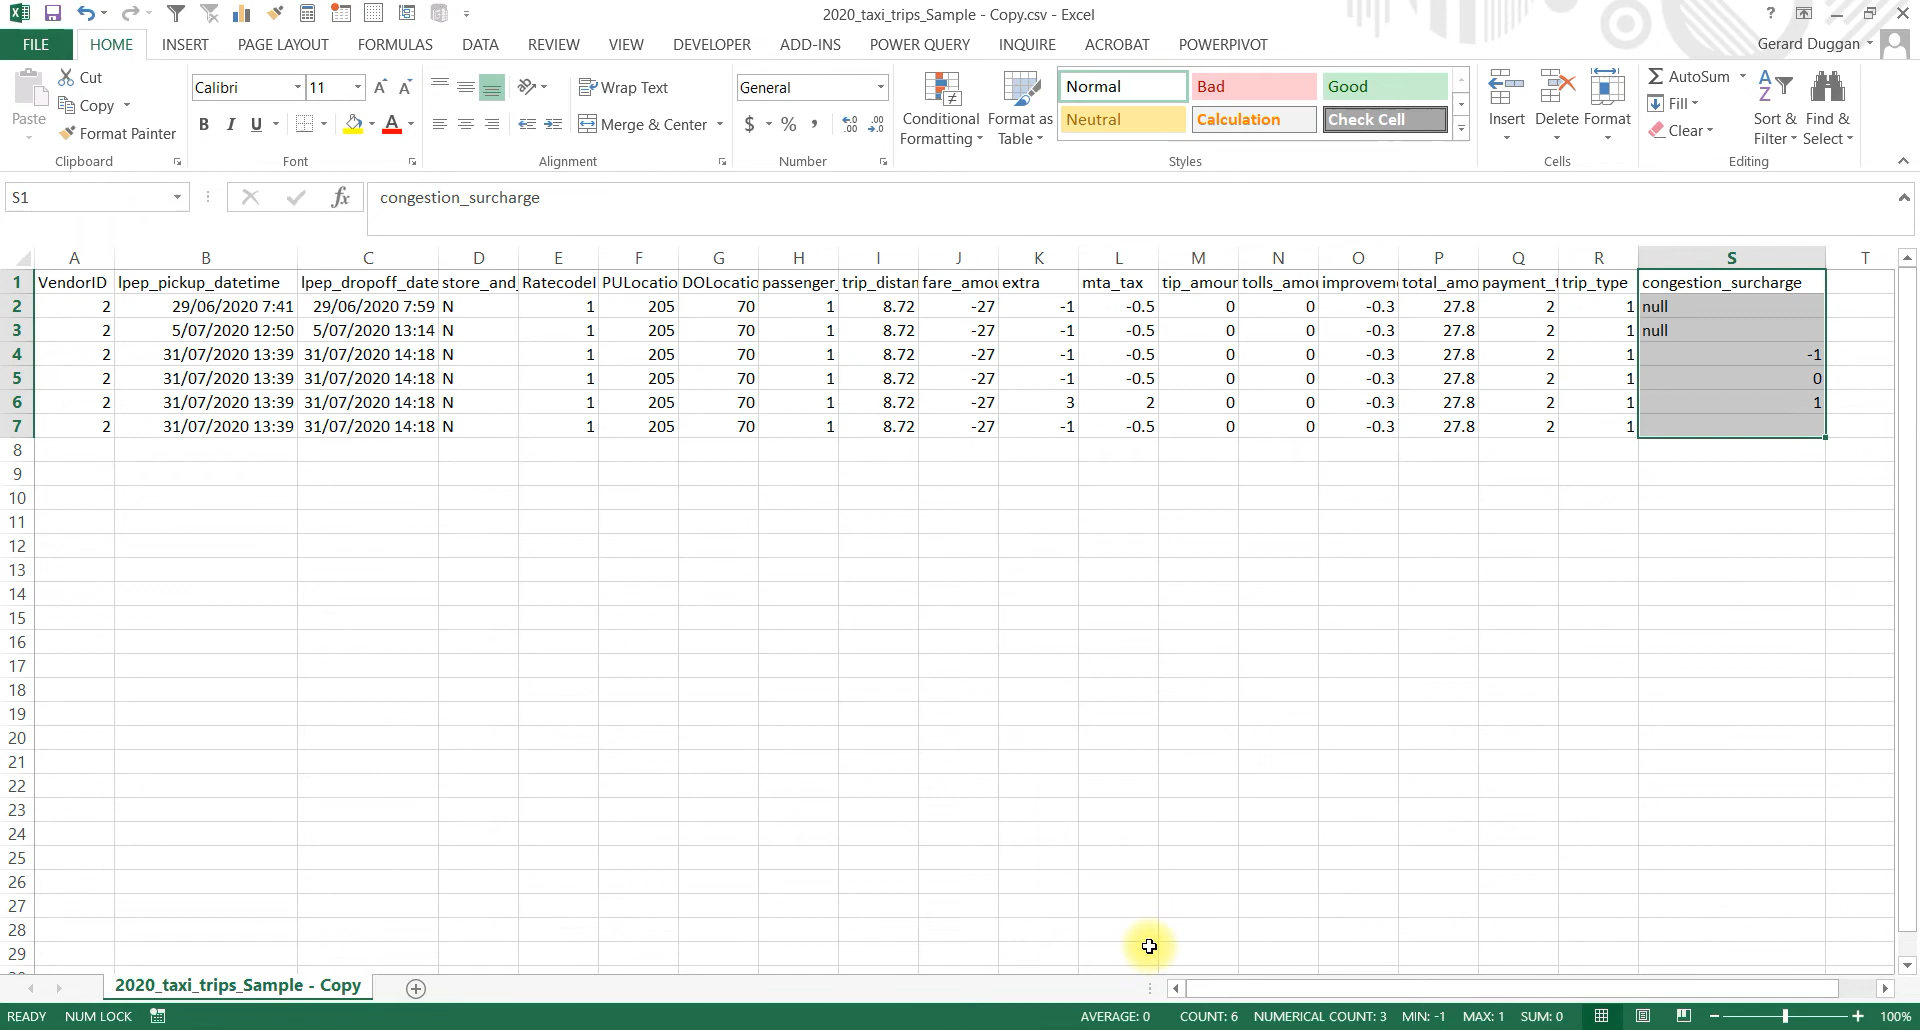 2020_taxi_trips_Sample - Copy.csv - Excel
?
FILE HOME INSERT PAGE LAYOUT FORMULAS DATA REVIEW VIEW DEVELOPER ADD-INS POWER QUERY INQUIRE ACROBAT POWERPIVOT Gerard Duggan
Paste
Cut
Copy
Format Painter
Clipboard
Calibri 11 A A
B I U A
Font
Wrap Text
Merge & Center
Alignment
General
$ % ,
Number
Conditional Formatting
Format as Table
Normal Bad Good
Neutral Calculation Check Cell
Styles
Insert Delete Format
Cells
AutoSum
Fill
Clear
Sort & Filter
Find & Select
Editing
S1 fx congestion_surcharge
A B C D E F G H I J K L M N O P Q R S T
1 VendorID lpep_pickup_datetime lpep_dropoff_date store_and_ RatecodeI PULocatio DOLocatio passenger_ trip_distan fare_amou extra mta_tax tip_amour tolls_amou improvem total_amo payment_t trip_type congestion_surcharge
2 2 29/06/2020 7:41 29/06/2020 7:59 N 1 205 70 1 8.72 -27 -1 -0.5 0 0 -0.3 27.8 2 1 null
3 2 5/07/2020 12:50 5/07/2020 13:14 N 1 205 70 1 8.72 -27 -1 -0.5 0 0 -0.3 27.8 2 1 null
4 2 31/07/2020 13:39 31/07/2020 14:18 N 1 205 70 1 8.72 -27 -1 -0.5 0 0 -0.3 27.8 2 1 -1
5 2 31/07/2020 13:39 31/07/2020 14:18 N 1 205 70 1 8.72 -27 -1 -0.5 0 0 -0.3 27.8 2 1 0
6 2 31/07/2020 13:39 31/07/2020 14:18 N 1 205 70 1 8.72 -27 3 2 0 0 -0.3 27.8 2 1 1
7 2 31/07/2020 13:39 31/07/2020 14:18 N 1 205 70 1 8.72 -27 -1 -0.5 0 0 -0.3 27.8 2 1
8
9
10
11
12
13
14
15
16
17
18
19
20
21
22
23
24
25
26
27
28
29
2020_taxi_trips_Sample - Copy
READY NUM LOCK AVERAGE: 0 COUNT: 6 NUMERICAL COUNT: 3 MIN: -1 MAX: 1 SUM: 0 100%